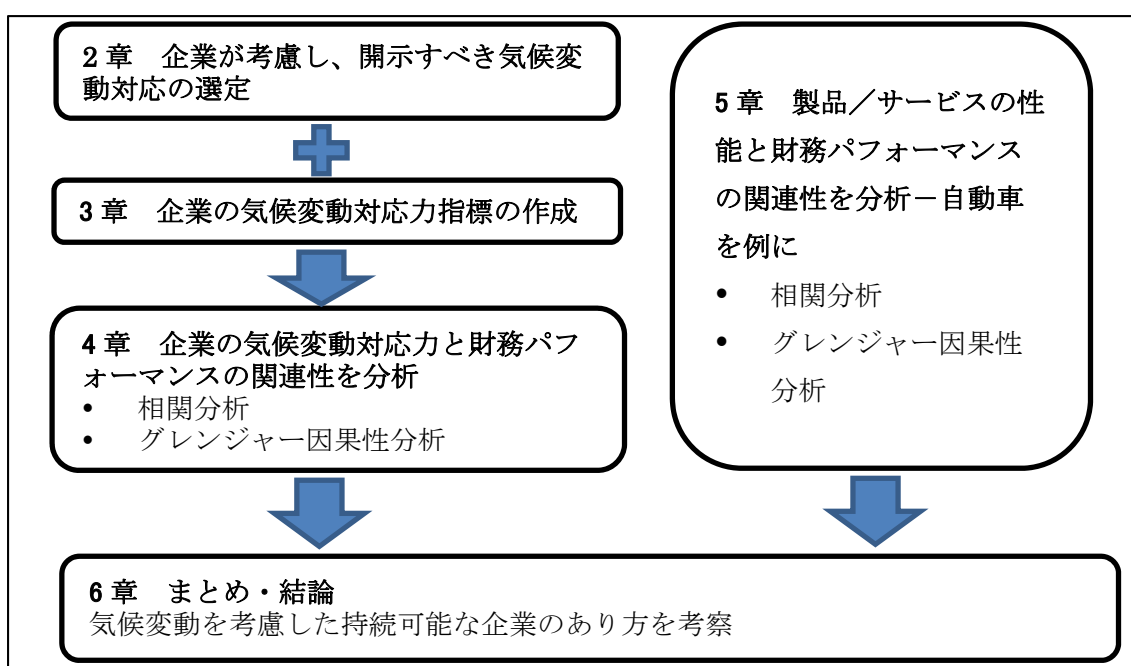 2 章　企業が考慮し、開示すべき気候変
動対応の選定
3 章　企業の気候変動対応力指標の作成
4 章　企業の気候変動対応力と財務パフ
ォーマンスの関連性を分析
• 相関分析
• グレンジャー因果性分析
5 章　製品／サービスの性
能と財務パフォーマンス
の関連性を分析－自動車
を例に
• 相関分析
• グレンジャー因果性
分析
6 章　まとめ・結論
気候変動を考慮した持続可能な企業のあり方を考察